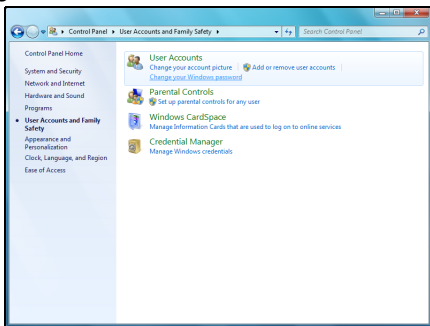 Control Panel ▸ User Accounts and Family Safety ▸
Search Control Panel
Control Panel Home
System and Security
Network and Internet
Hardware and Sound
Programs
User Accounts and Family
Safety
Appearance and
Personalization
Clock, Language, and Region
Ease of Access
User Accounts
Change your account picture | Add or remove user accounts |
Change your Windows password
Parental Controls
Set up parental controls for any user
Windows CardSpace
Manage Information Cards that are used to log on to online services
Credential Manager
Manage Windows credentials